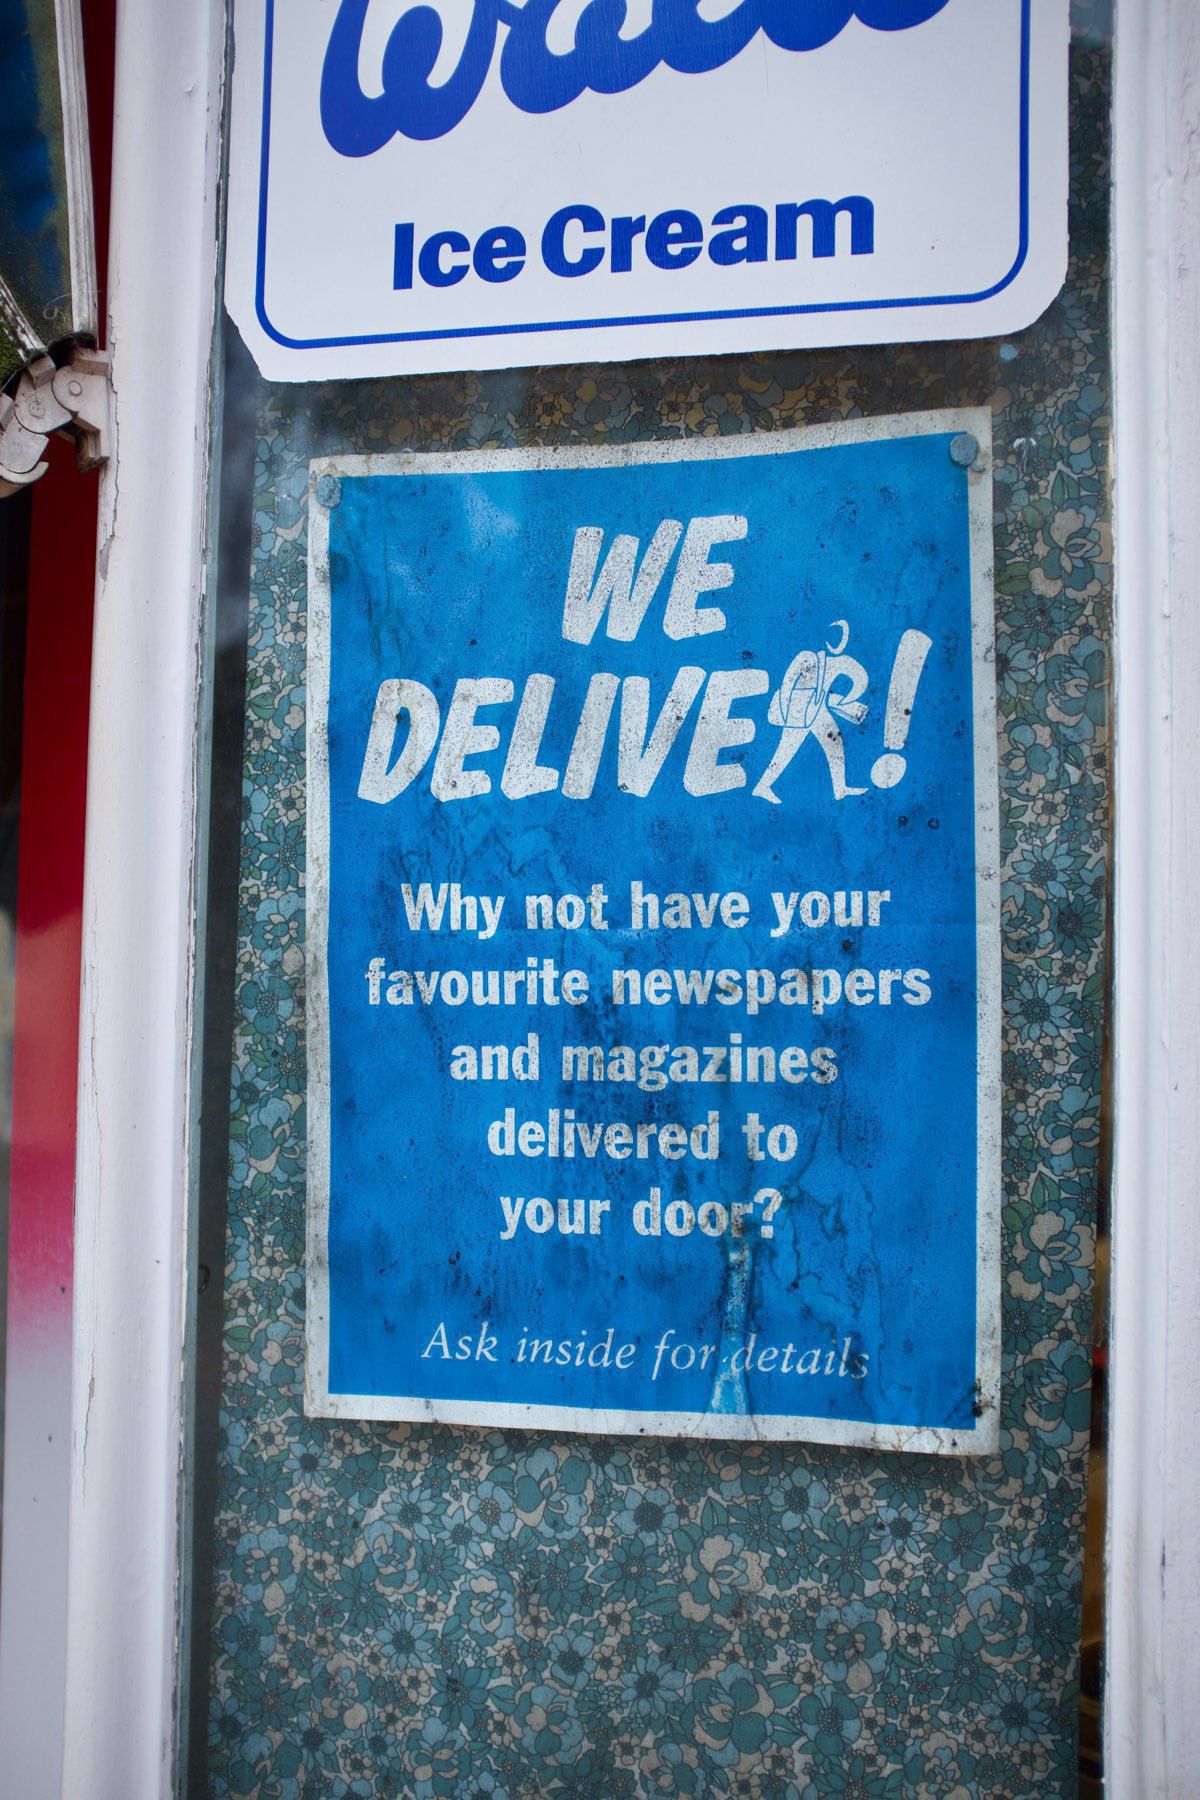 Ice Cream
WE
DELIVER!
Why not have your
favourite newspapers
and magazines
delivered to
your door?
Ask inside for details